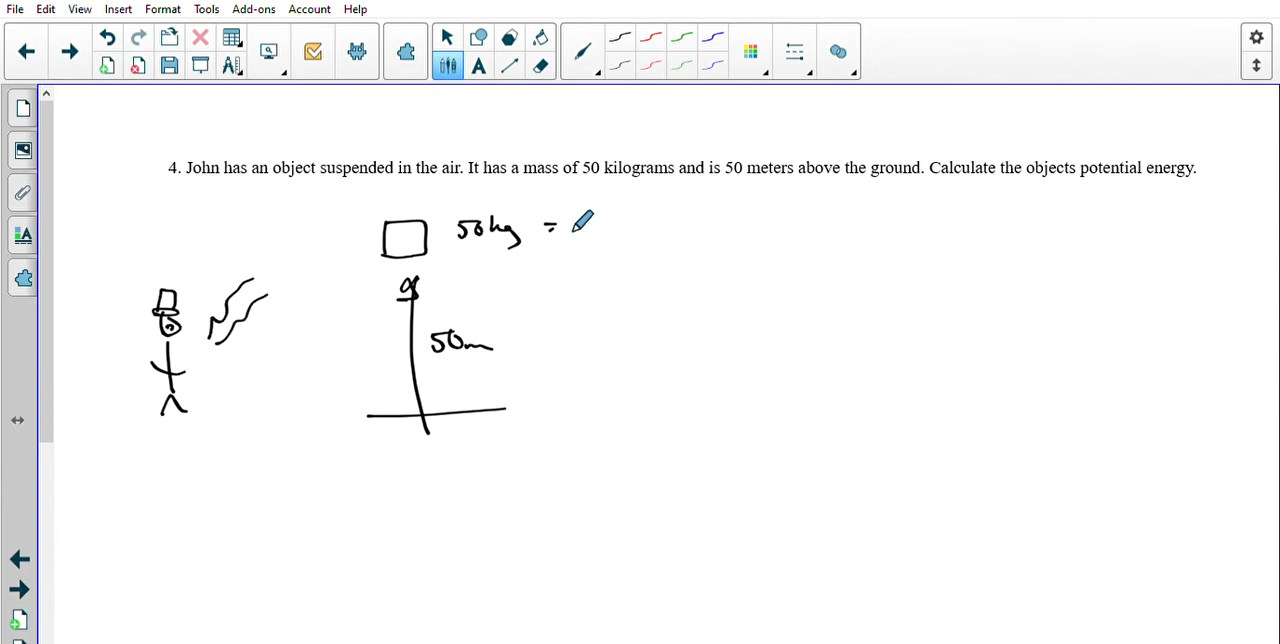 File Edit View Insert Format Tools Add-ons Account Help
4. John has an object suspended in the air. It has a mass of 50 kilograms and is 50 meters above the ground. Calculate the objects potential energy.
50kg =
50m